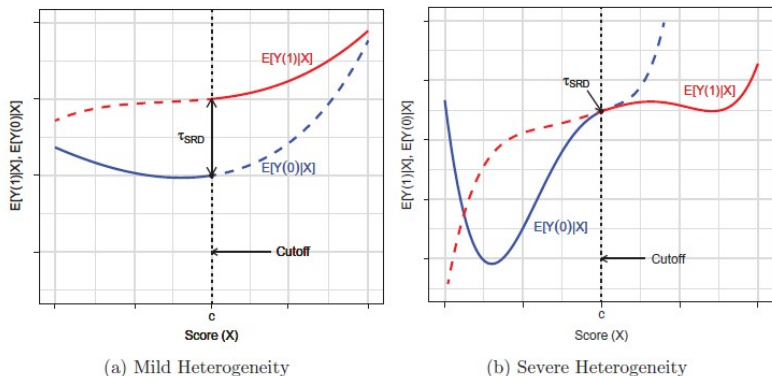 E[Y(1)|X], E[Y(0)|X]
E[Y(1)|X]
τSRD
E[Y(0)|X]
Cutoff
c
Score (X)
(a) Mild Heterogeneity
E[Y(1)|X], E[Y(0)|X]
τSRD
E[Y(1)|X]
E[Y(0)|X]
Cutoff
c
Score (X)
(b) Severe Heterogeneity